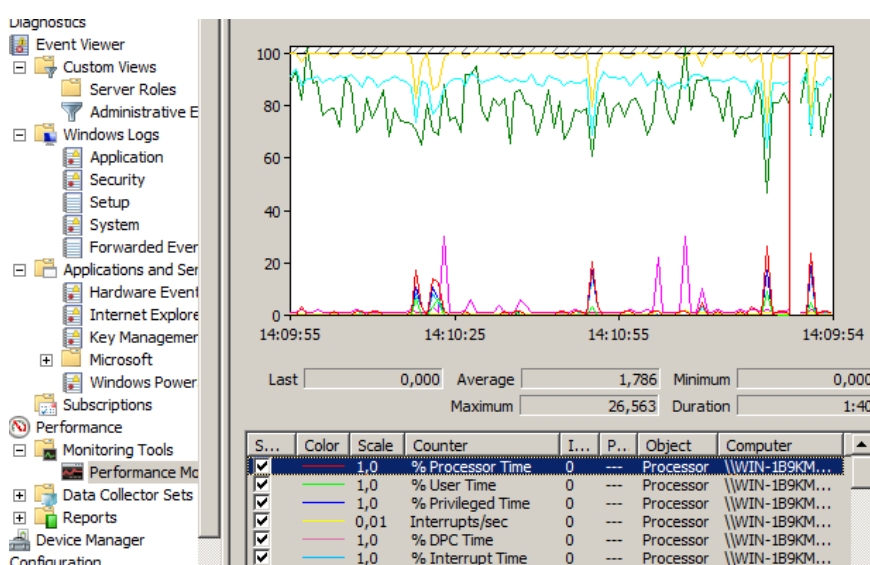 Diagnostics
Event Viewer
Custom Views
Server Roles
Administrative E
Windows Logs
Application
Security
Setup
System
Forwarded Ever
Applications and Ser
Hardware Event
Internet Explore
Key Managemer
Microsoft
Windows Power
Subscriptions
Performance
Monitoring Tools
Performance Mo
Data Collector Sets
Reports
Device Manager
Configuration
100
80
60
40
20
0
14:09:55 14:10:25 14:10:55 14:09:54
Last 0,000 Average 1,786 Minimum 0,000
Maximum 26,563 Duration 1:40
S... Color Scale Counter I... P.. Object Computer
1,0 % Processor Time 0 --- Processor \\WIN-1B9KM...
1,0 % User Time 0 --- Processor \\WIN-1B9KM...
1,0 % Privileged Time 0 --- Processor \\WIN-1B9KM...
0,01 Interrupts/sec 0 --- Processor \\WIN-1B9KM...
1,0 % DPC Time 0 --- Processor \\WIN-1B9KM...
1,0 % Interrupt Time 0 --- Processor \\WIN-1B9KM...